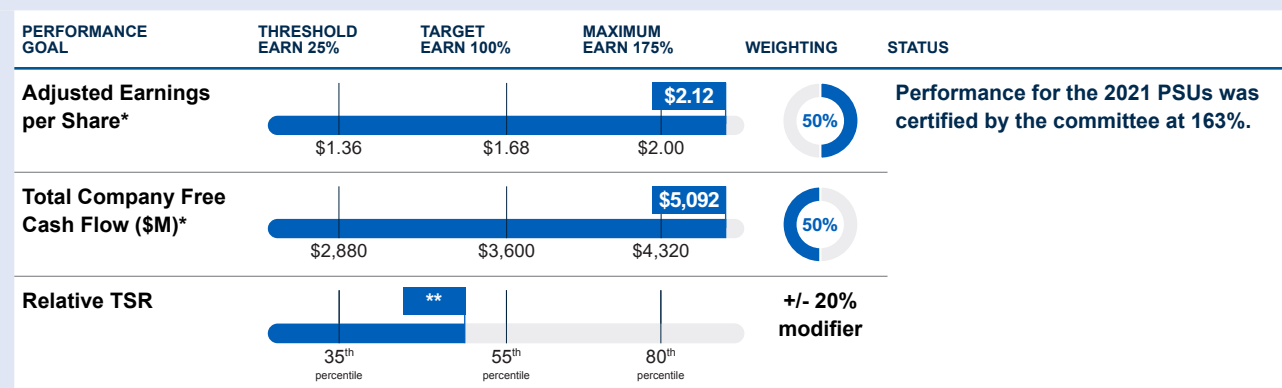 PERFORMANCE GOAL THRESHOLD EARN 25% TARGET EARN 100% MAXIMUM EARN 175% WEIGHTING STATUS
Adjusted Earnings
per Share*
$2.12
$1.36 $1.68 $2.00
50%
Performance for the 2021 PSUs was
certified by the committee at 163%.
Total Company Free
Cash Flow ($M)*
$5,092
$2,880 $3,600 $4,320
50%
Relative TSR
**
35th percentile 55th percentile 80th percentile
+/- 20%
modifier